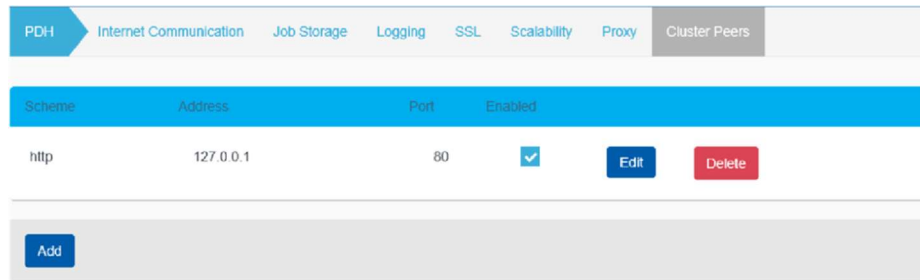 PDH Internet Communication Job Storage Logging SSL Scalability Proxy Cluster Peers
Scheme Address Port Enabled
http 127.0.0.1 80 Edit Delete
Add